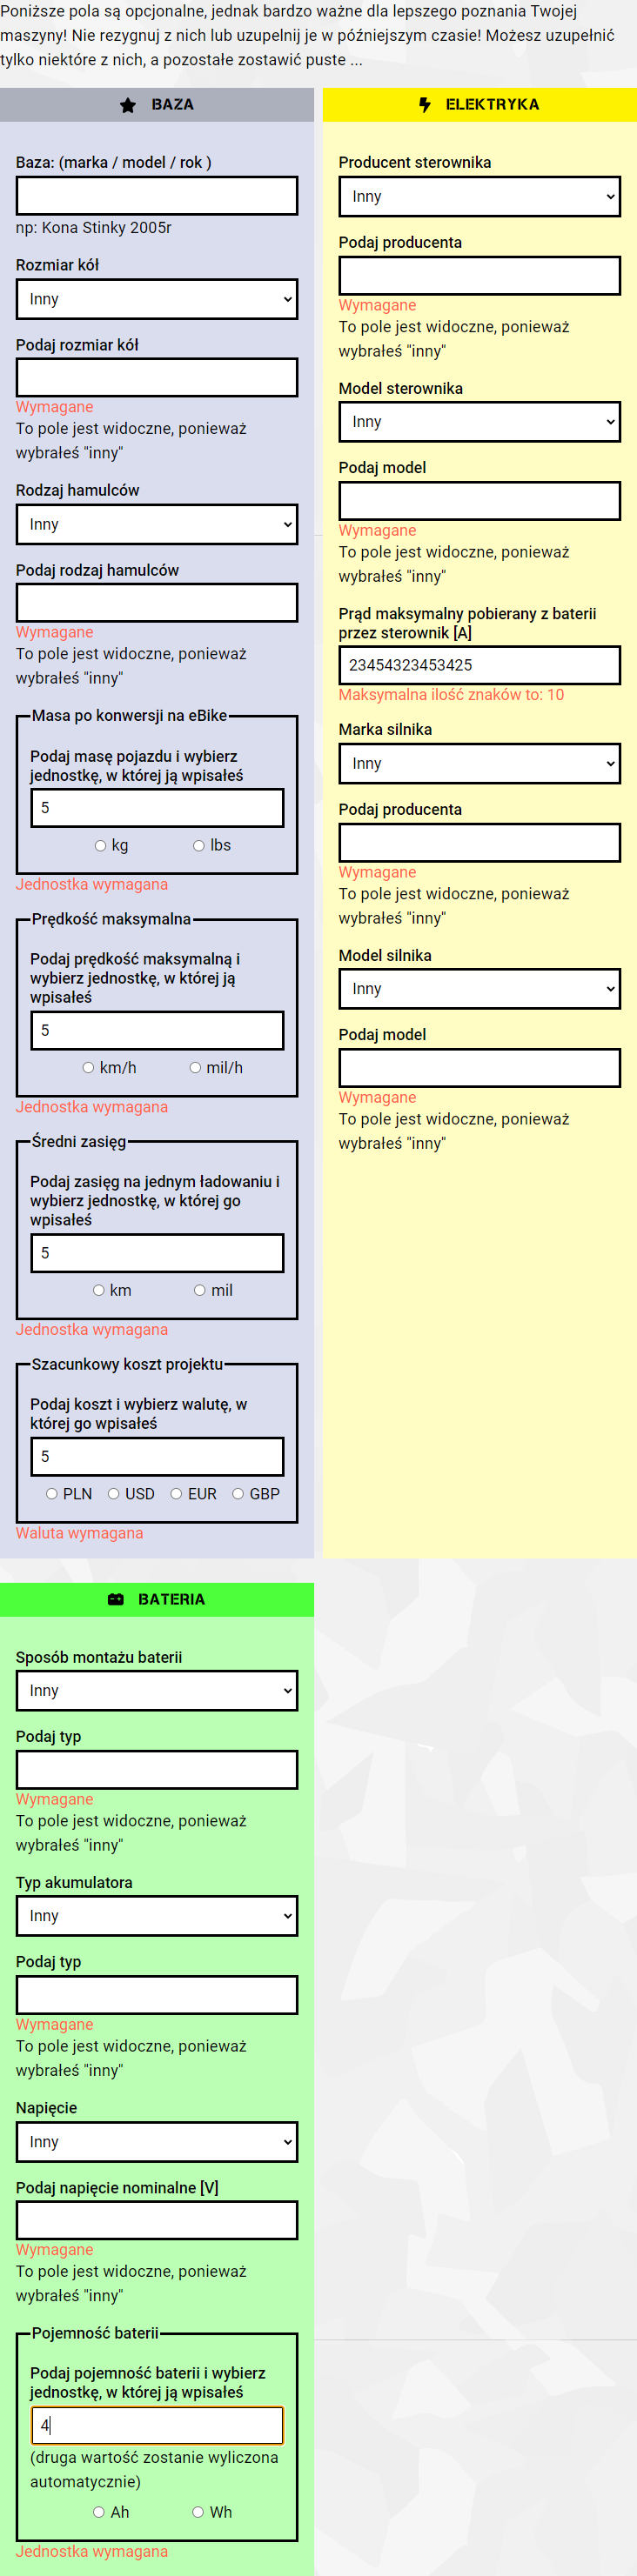 Poniższe pola są opcjonalne, jednak bardzo ważne dla lepszego poznania Twojej
maszyny! Nie rezygnuj z nich lub uzupelnij je w późniejszym czasie! Możesz uzupełnić
tylko niektóre z nich, a pozostałe zostawić puste ...
BAZA
Baza: (marka / model / rok )
np: Kona Stinky 2005r
Rozmiar kół
Inny
Podaj rozmiar kół
Wymagane
To pole jest widoczne, ponieważ
wybrałeś "inny"
Rodzaj hamulców
Inny
Podaj rodzaj hamulców
Wymagane
To pole jest widoczne, ponieważ
wybrałeś "inny"
Masa po konwersji na eBike
Podaj masę pojazdu i wybierz
jednostkę, w której ją wpisałeś
5
kg lbs
Jednostka wymagana
Prędkość maksymalna
Podaj prędkość maksymalną i
wybierz jednostkę, w której ją
wpisałeś
5
km/h mil/h
Jednostka wymagana
Średni zasięg
Podaj zasięg na jednym ładowaniu i
wybierz jednostkę, w której go
wpisałeś
5
km mil
Jednostka wymagana
Szacunkowy koszt projektu
Podaj koszt i wybierz walutę, w
której go wpisałeś
5
PLN USD EUR GBP
Waluta wymagana
ELEKTRYKA
Producent sterownika
Inny
Podaj producenta
Wymagane
To pole jest widoczne, ponieważ
wybrałeś "inny"
Model sterownika
Inny
Podaj model
Wymagane
To pole jest widoczne, ponieważ
wybrałeś "inny"
Prąd maksymalny pobierany z baterii
przez sterownik [A]
23454323453425
Maksymalna ilość znaków to: 10
Marka silnika
Inny
Podaj producenta
Wymagane
To pole jest widoczne, ponieważ
wybrałeś "inny"
Model silnika
Inny
Podaj model
Wymagane
To pole jest widoczne, ponieważ
wybrałeś "inny"
BATERIA
Sposób montażu baterii
Inny
Podaj typ
Wymagane
To pole jest widoczne, ponieważ
wybrałeś "inny"
Typ akumulatora
Inny
Podaj typ
Wymagane
To pole jest widoczne, ponieważ
wybrałeś "inny"
Napięcie
Inny
Podaj napięcie nominalne [V]
Wymagane
To pole jest widoczne, ponieważ
wybrałeś "inny"
Pojemność baterii
Podaj pojemność baterii i wybierz
jednostkę, w której ją wpisałeś
4
(druga wartość zostanie wyliczona
automatycznie)
Ah Wh
Jednostka wymagana